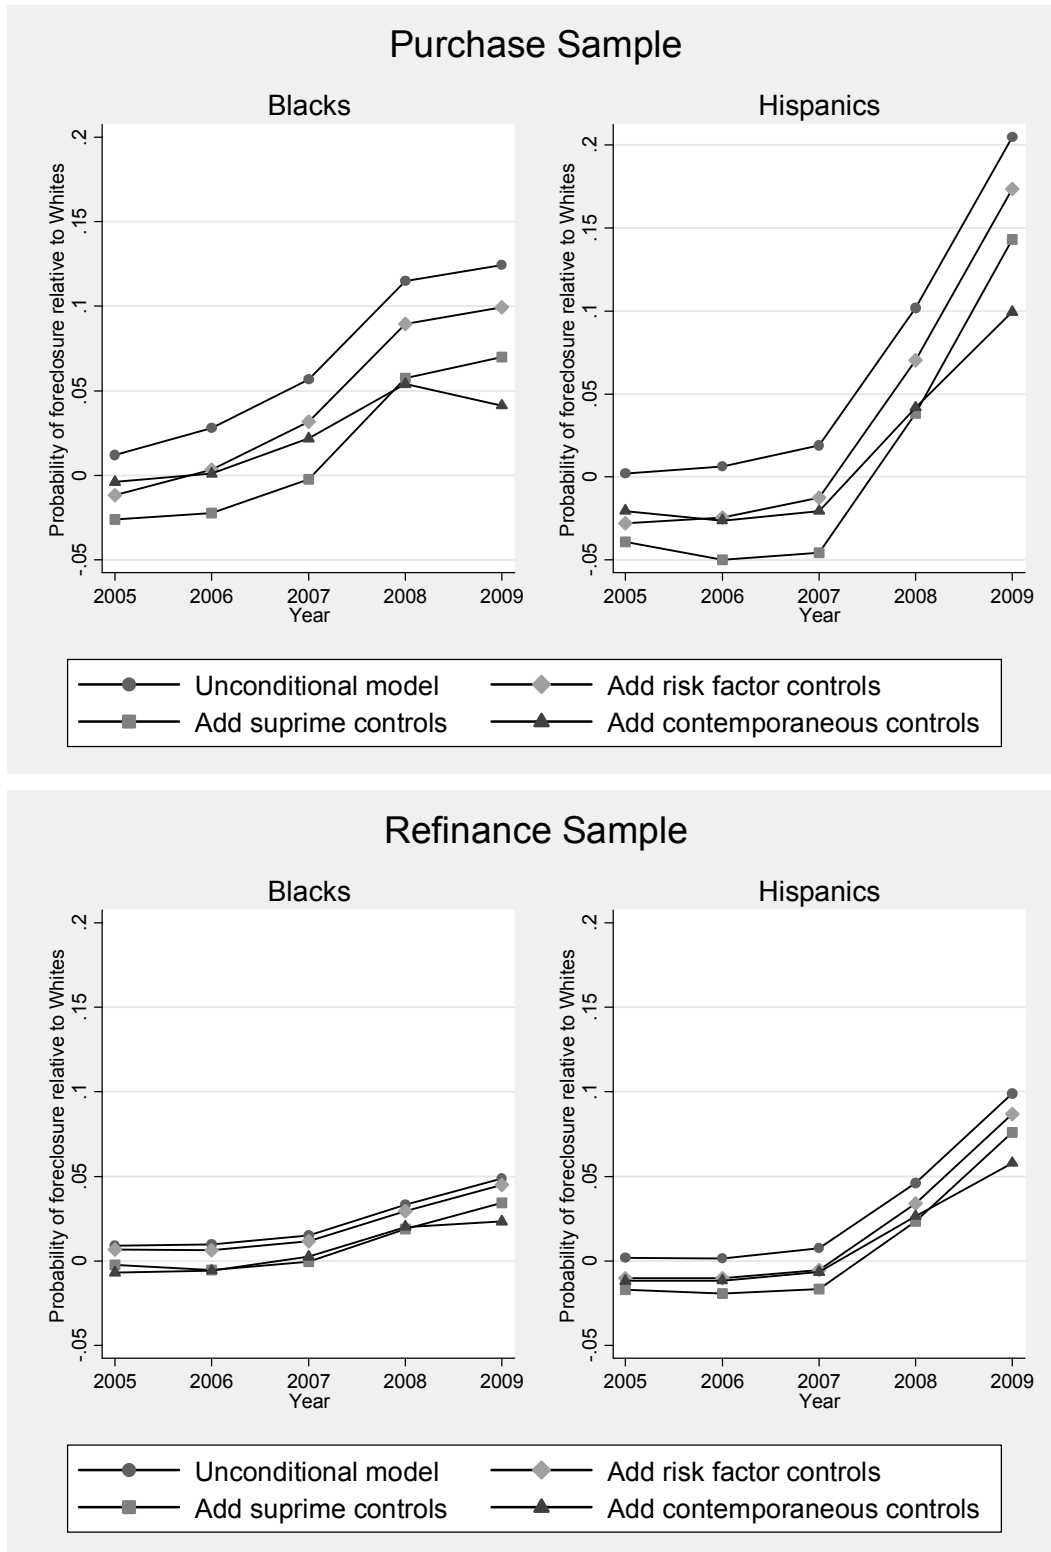 Purchase Sample
Blacks
Hispanics
Probability of foreclosure relative to Whites
.2
.15
.1
.05
0
-.05
2005 2006 2007 2008 2009
Year
Probability of foreclosure relative to Whites
.2
.15
.1
.05
0
-.05
2005 2006 2007 2008 2009
Year
Unconditional model
Add risk factor controls
Add suprime controls
Add contemporaneous controls
Refinance Sample
Blacks
Hispanics
Probability of foreclosure relative to Whites
.2
.15
.1
.05
0
-.05
2005 2006 2007 2008 2009
Year
Probability of foreclosure relative to Whites
.2
.15
.1
.05
0
-.05
2005 2006 2007 2008 2009
Year
Unconditional model
Add risk factor controls
Add suprime controls
Add contemporaneous controls